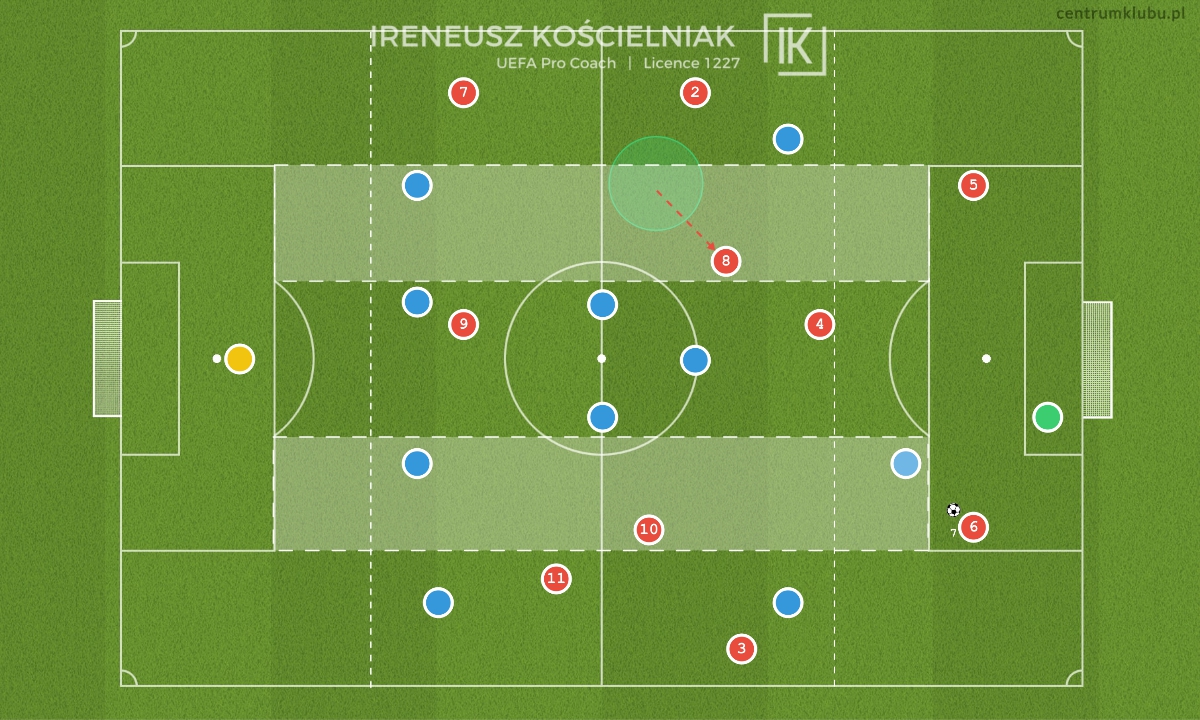 centrumklubu.pl
IRENEUSZ KOŚCIELNIAK
IK
UEFA Pro Coach | Licence 1227
7
2
5
8
9
4
10
6
7
11
3